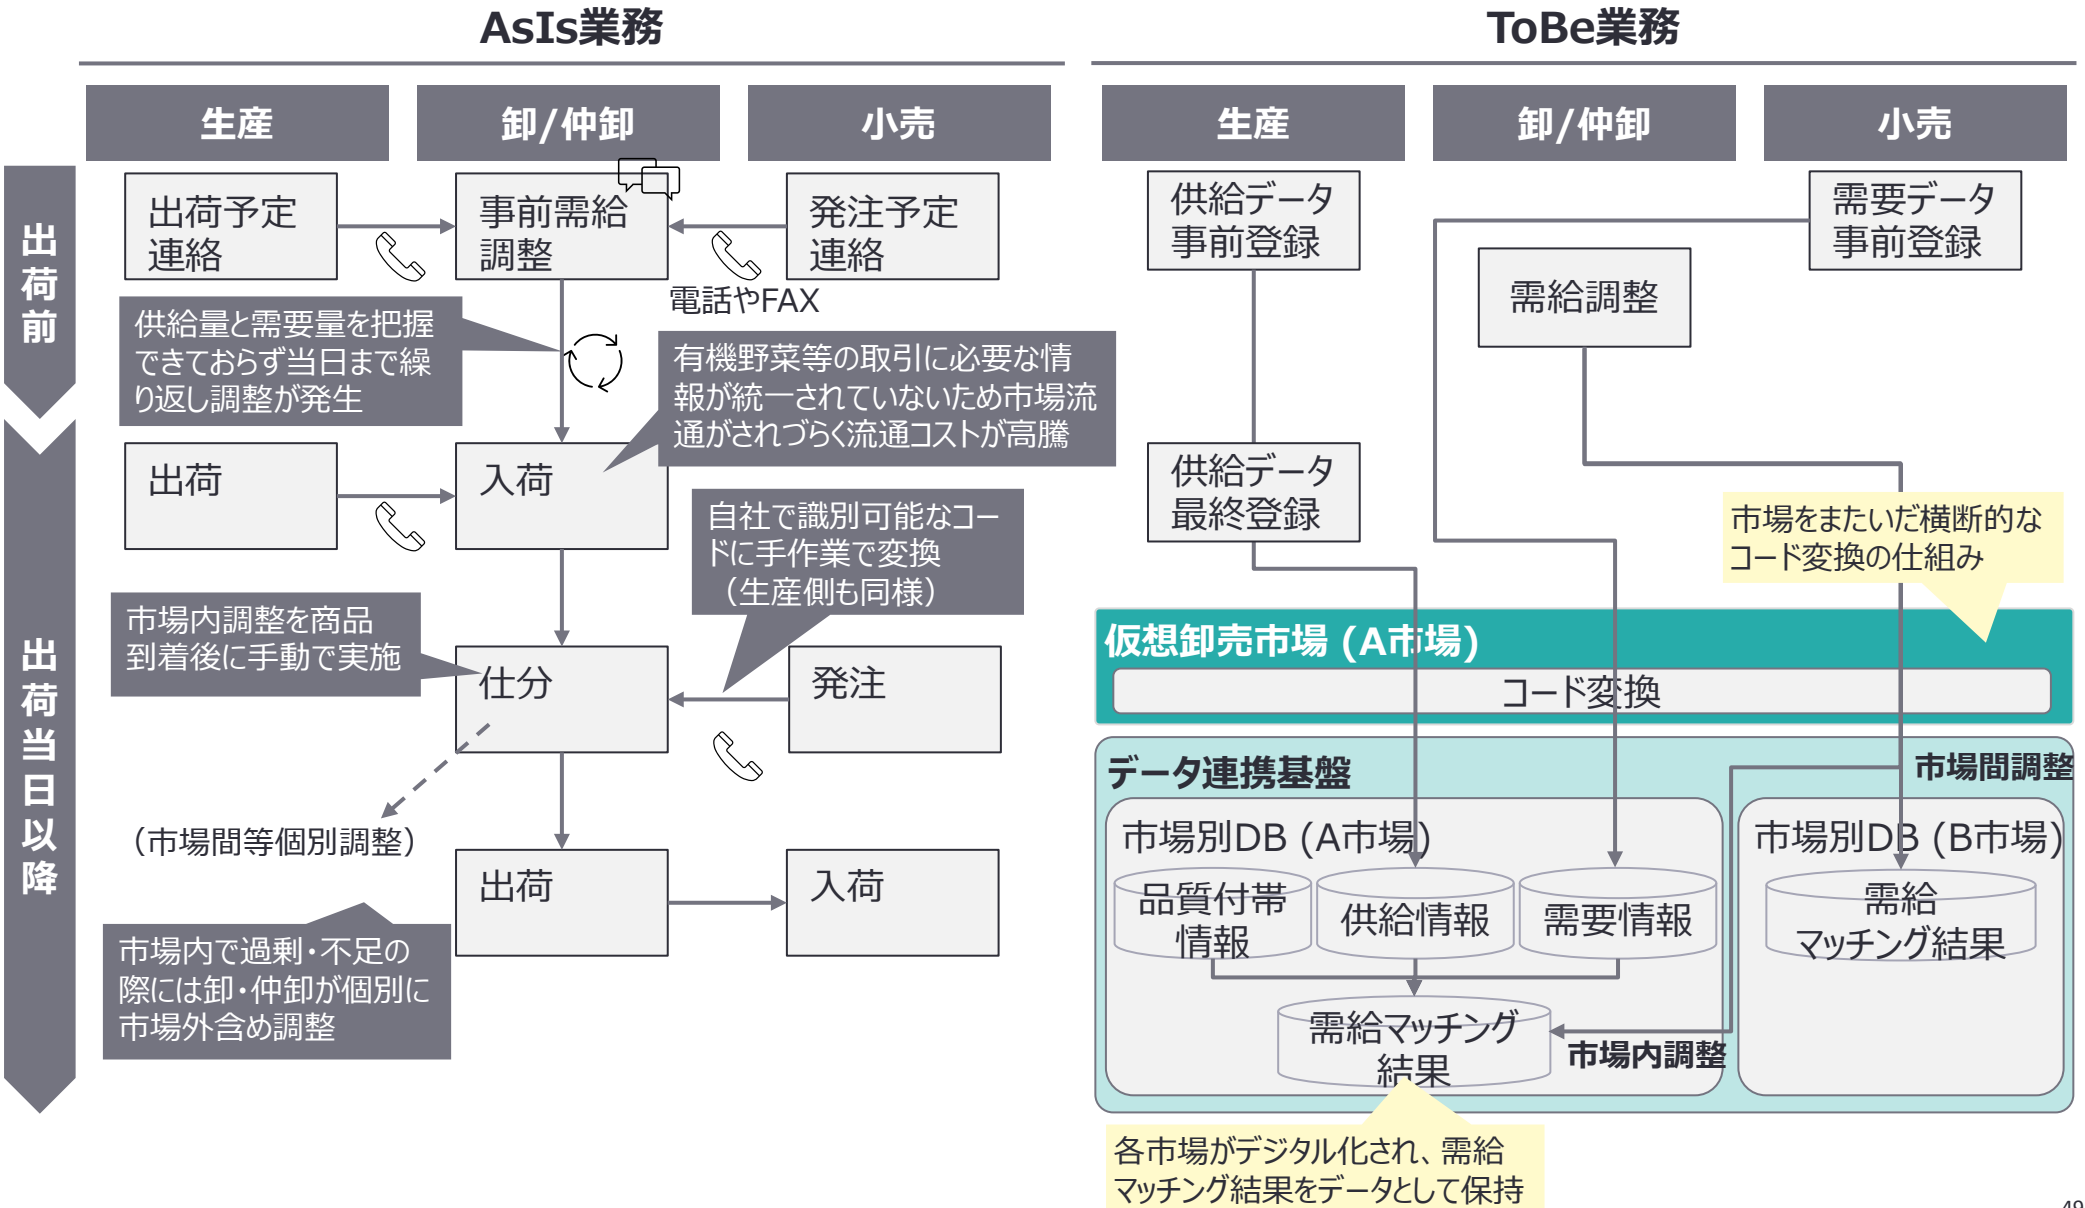 AsIs業務
ToBe業務
生産
卸/仲卸
小売
生産
卸/仲卸
小売
出荷前
出荷当日以降
出荷予定
連絡
事前需給
調整
発注予定
連絡
電話やFAX
供給量と需要量を把握
できておらず当日まで繰
り返し調整が発生
有機野菜等の取引に必要な情
報が統一されていないため市場流
通がされづらく流通コストが高騰
出荷
入荷
自社で識別可能なコー
ドに手作業で変換
（生産側も同様）
市場内調整を商品
到着後に手動で実施
仕分
発注
（市場間等個別調整）
出荷
入荷
市場内で過剰・不足の
際には卸・仲卸が個別に
市場外含め調整
供給データ
事前登録
需要データ
事前登録
需給調整
供給データ
最終登録
市場をまたいだ横断的な
コード変換の仕組み
仮想卸売市場 (A市場)
コード変換
データ連携基盤
市場間調整
市場別DB (A市場)
市場別DB (B市場)
品質付帯
情報
供給情報
需要情報
需給
マッチング結果
需給マッチング
結果
市場内調整
各市場がデジタル化され、需給
マッチング結果をデータとして保持
49